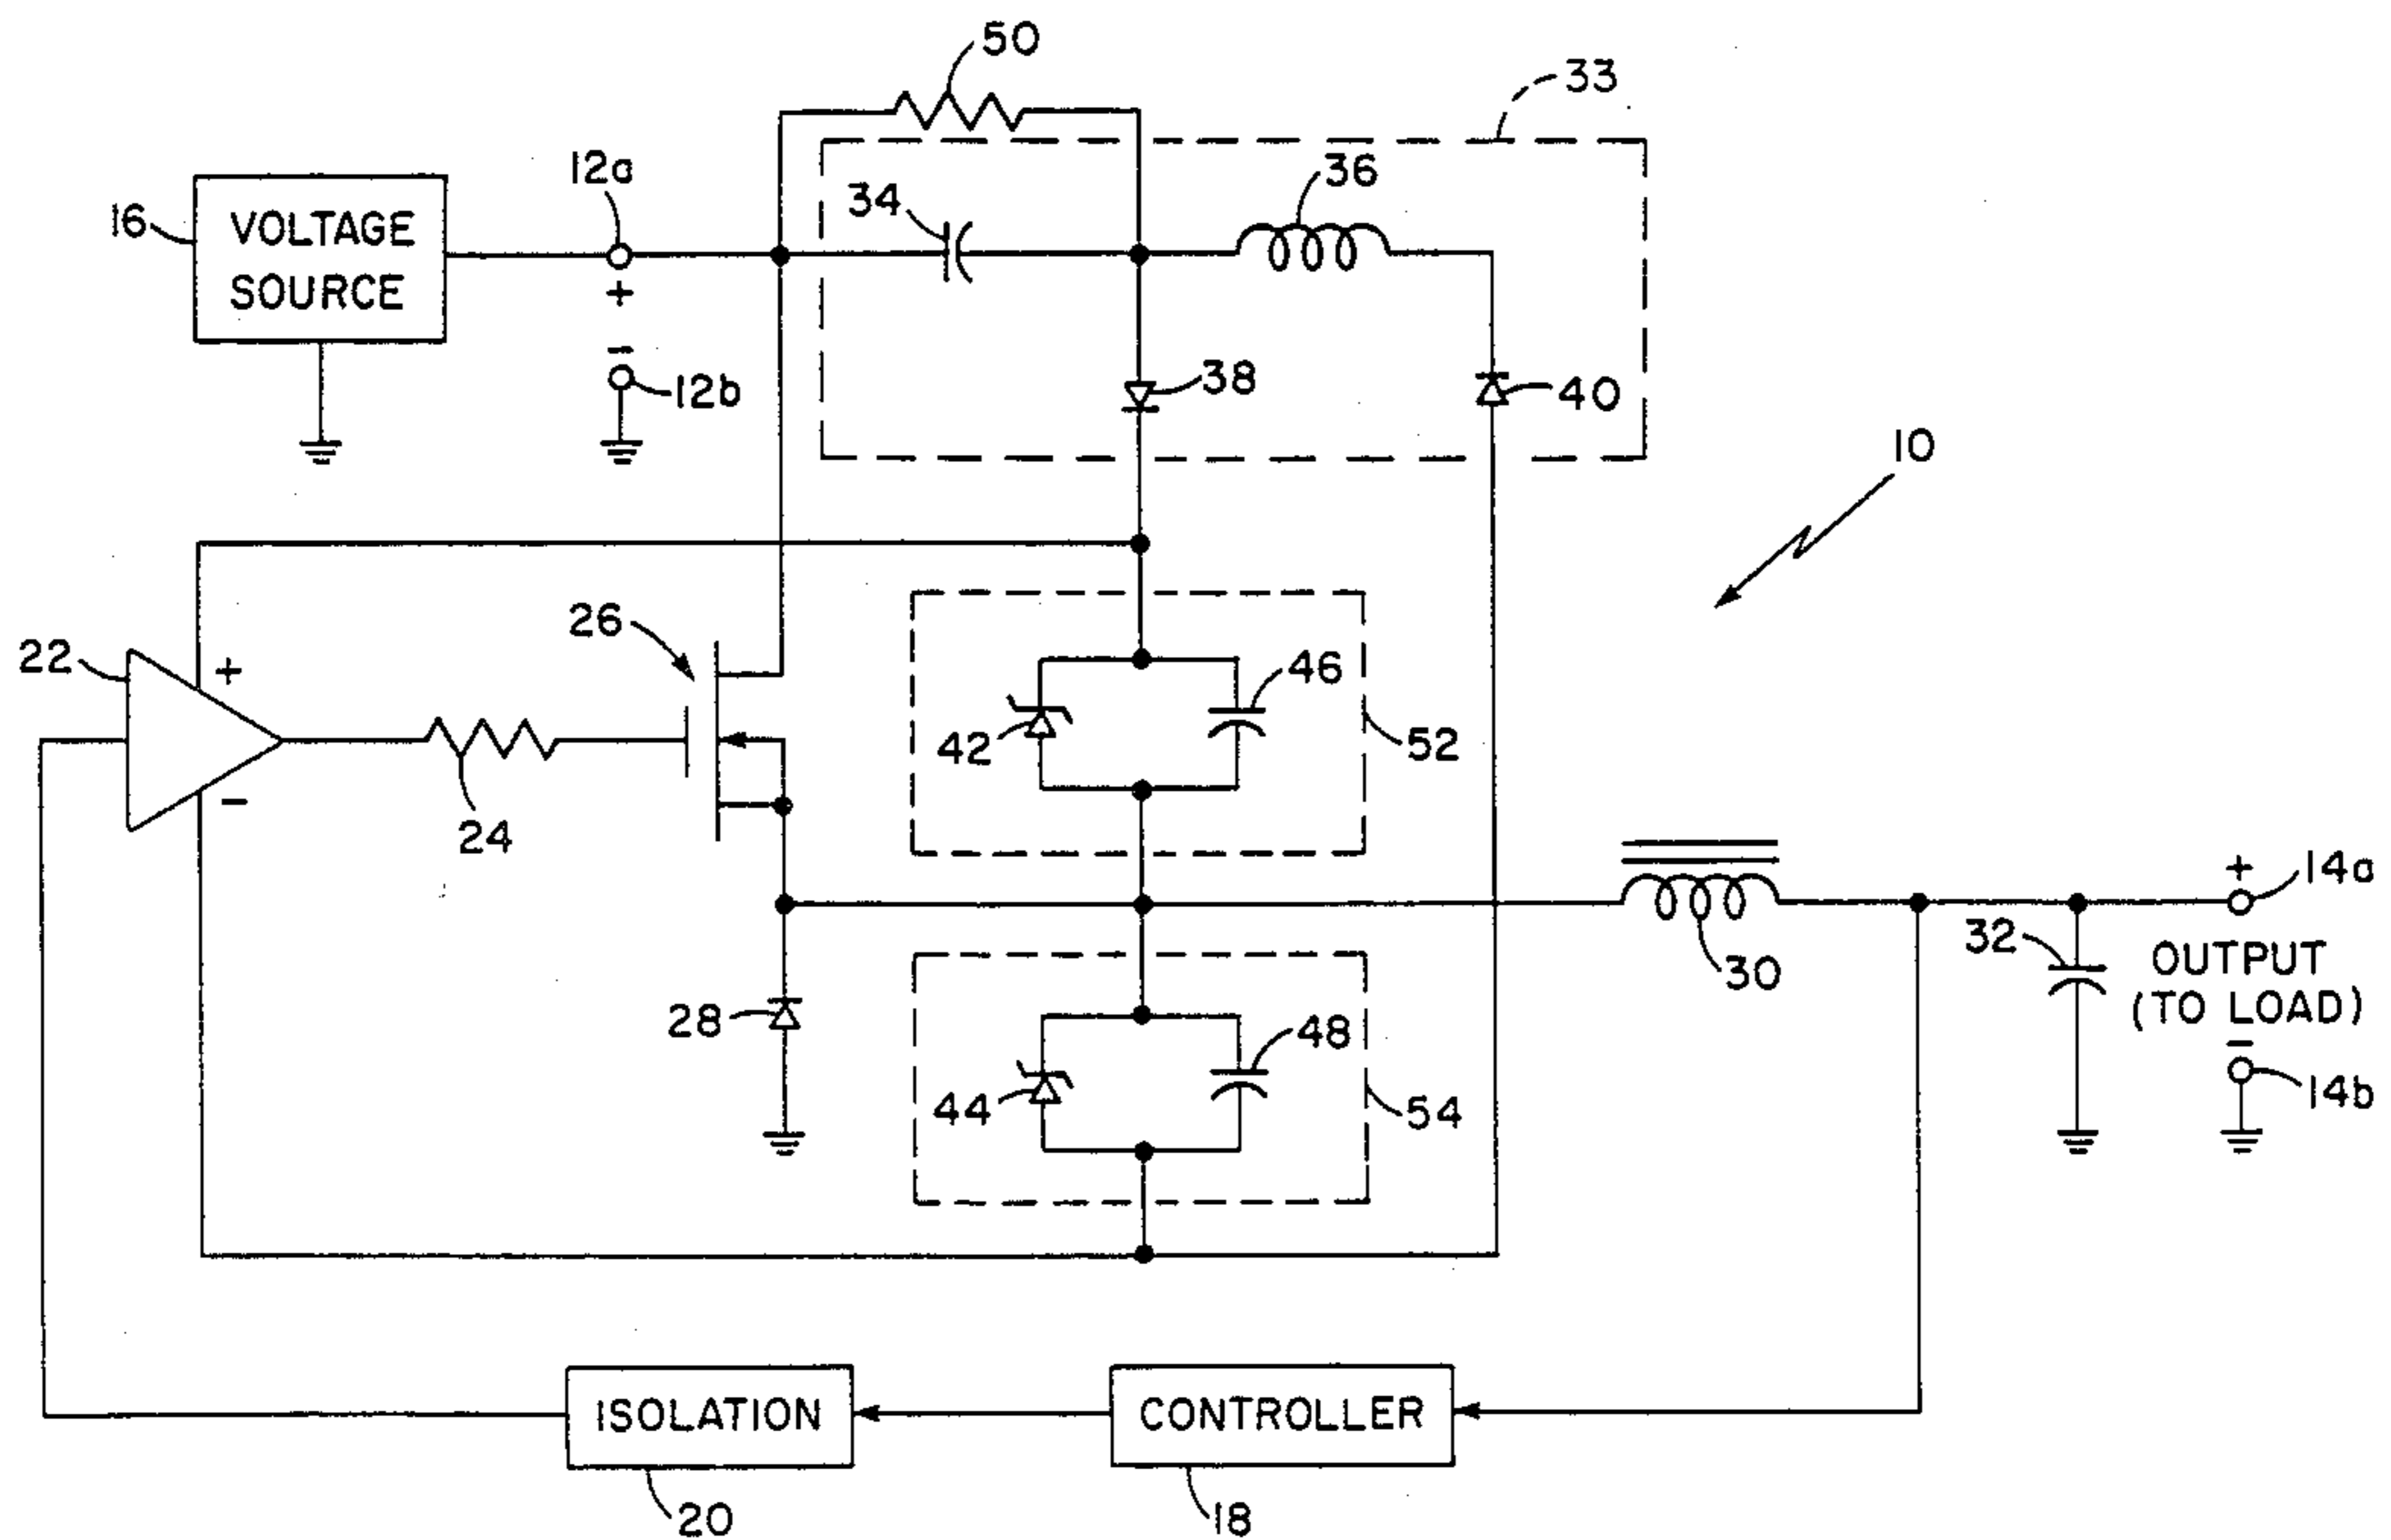 50
33
12a
36
16
VOLTAGE
SOURCE
34
+
−
12b
38
40
10
26
22
+
46
42
52
−
24
+
14a
32
OUTPUT
(TO LOAD)
30
28
48
−
44
54
14b
ISOLATION
CONTROLLER
20
18